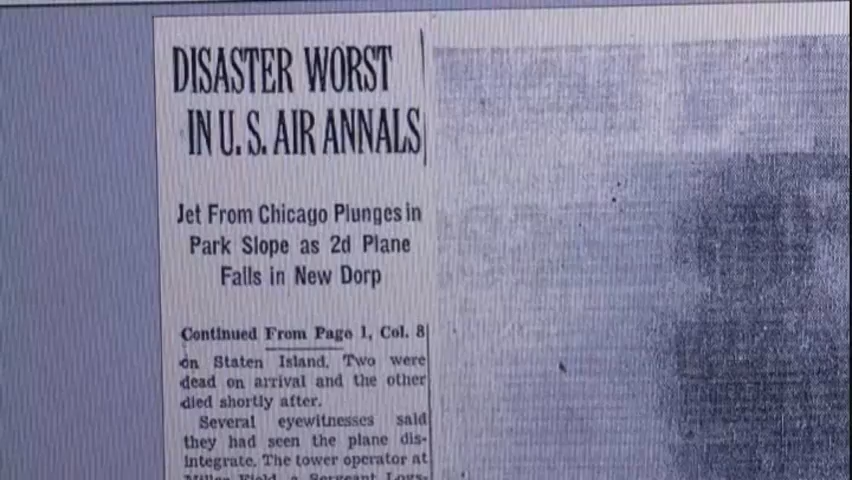 DISASTER WORST
IN U. S. AIR ANNALS
Jet From Chicago Plunges in
Park Slope as 2d Plane
Falls in New Dorp
Continued From Page 1, Col. 8
on Staten Island. Two were
dead on arrival and the other
died shortly after.
Several eyewitnesses said
they had seen the plane dis-
integrate. The tower operator at